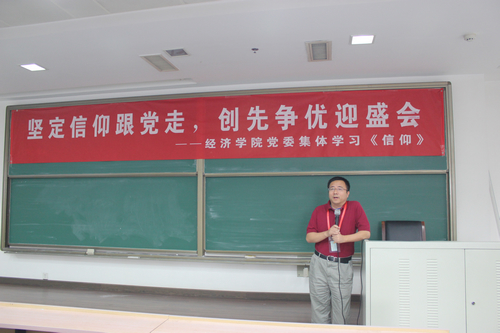 坚定信仰跟党走，创先争优迎盛会
——经济学院党委集体学习《信仰》